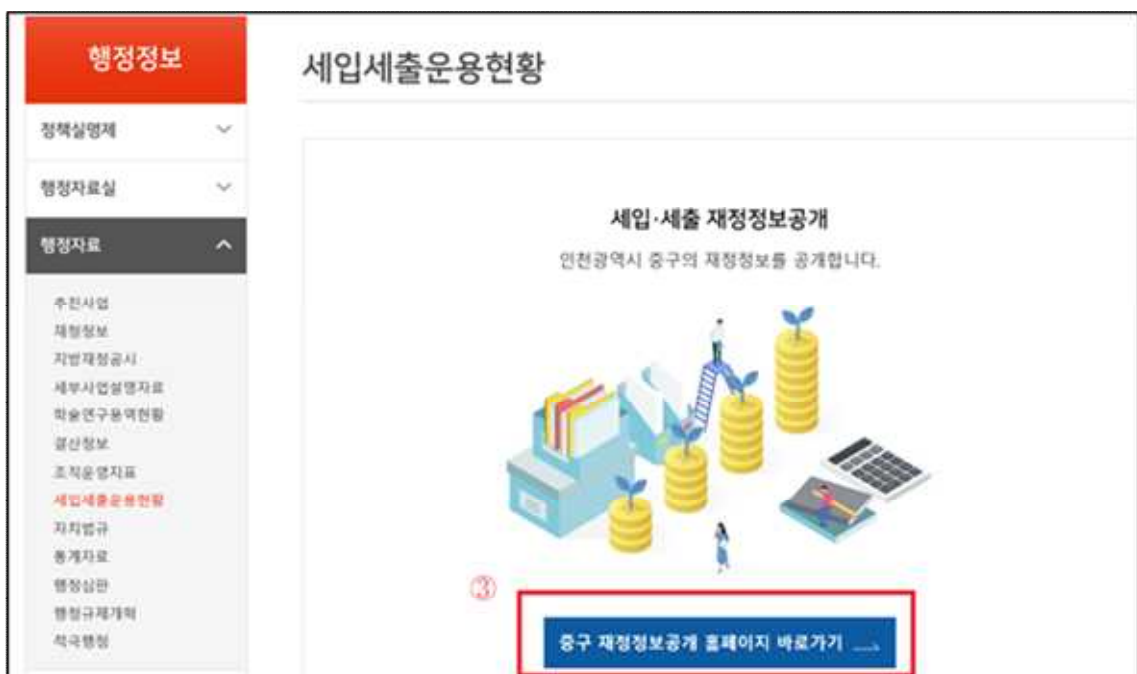 행정정보
정책실명제
행정자료실
행정자료
추진사업
재정정보
지방재정공시
세부사업설명자료
학술연구용역현황
결산정보
조직운영지표
세입세출운용현황
자치법규
통계자료
행정심판
행정규제개혁
적극행정
세입세출운용현황
세입·세출 재정정보공개
인천광역시 중구의 재정정보를 공개합니다.
③
중구 재정정보공개 홈페이지 바로가기